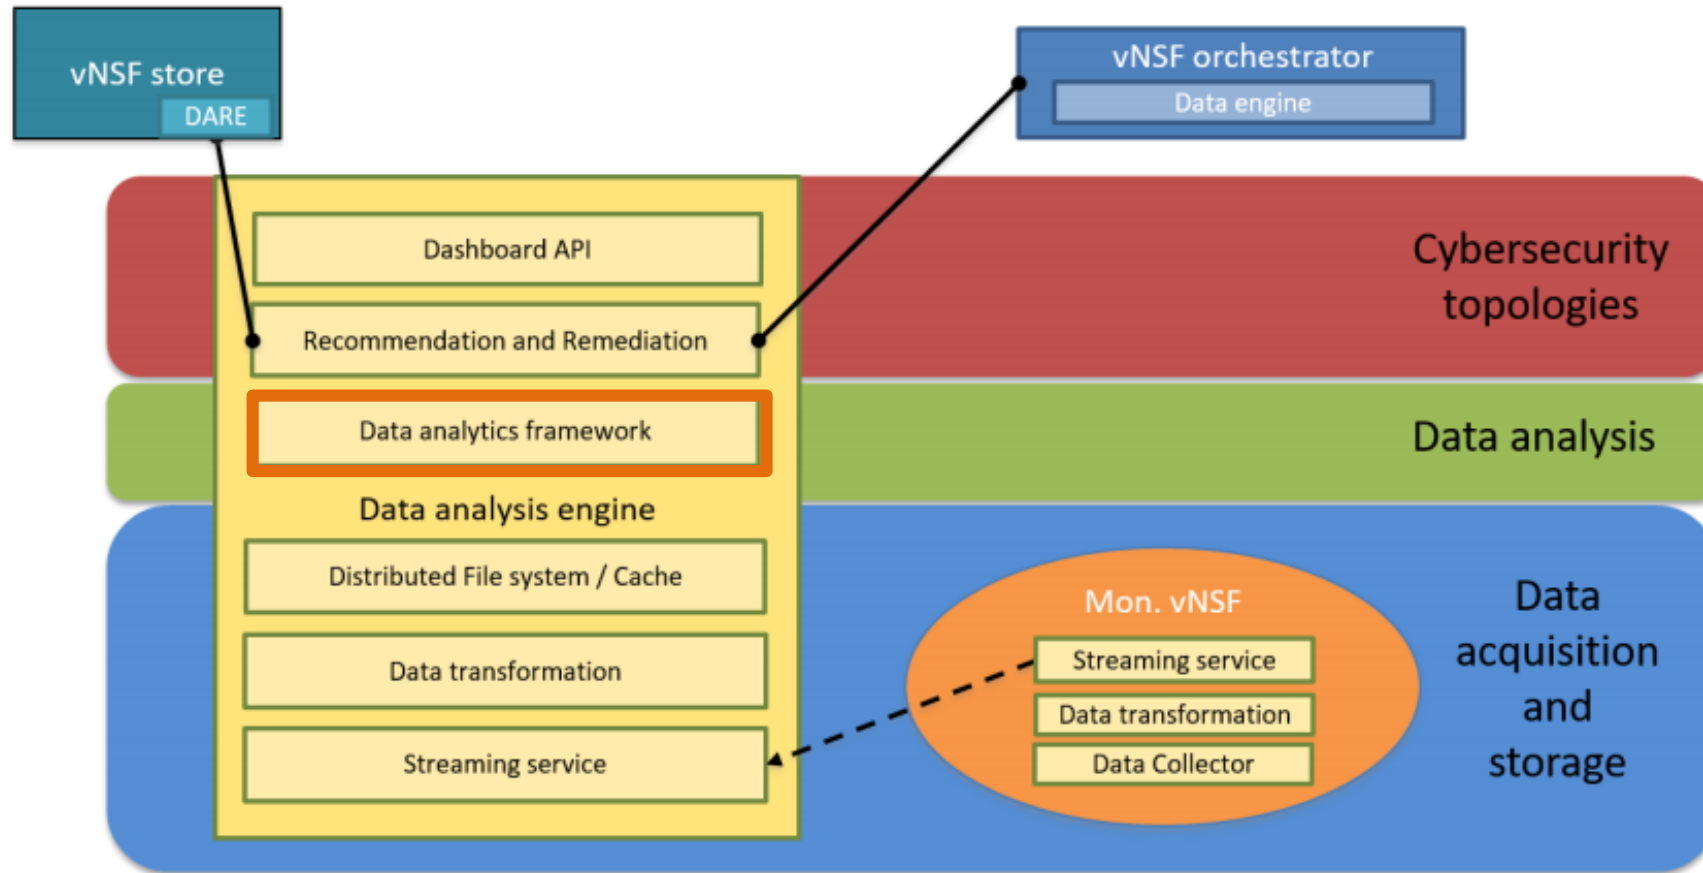 vNSF store
DARE
vNSF orchestrator
Data engine
Dashboard API
Recommendation and Remediation
Cybersecurity
topologies
Data analytics framework
Data analysis
Data analysis engine
Distributed File system / Cache
Data transformation
Streaming service
Mon. vNSF
Streaming service
Data transformation
Data Collector
Data
acquisition
and
storage